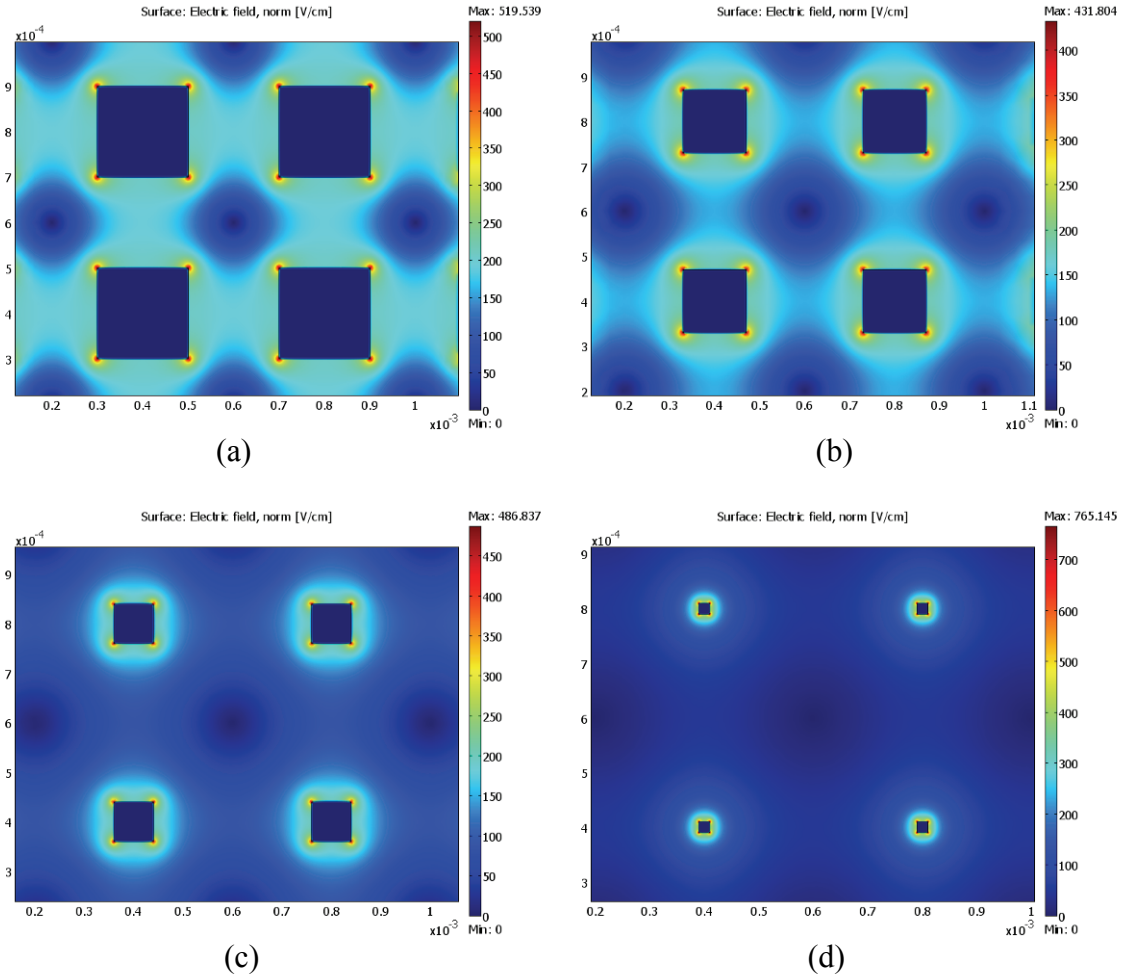 Surface: Electric field, norm [V/cm]
Max: 519.539
x10⁻⁴
9
8
7
6
5
4
3
0.2 0.3 0.4 0.5 0.6 0.7 0.8 0.9 1
x10⁻³
500
450
400
350
300
250
200
150
100
50
0
Min: 0
(a)
Surface: Electric field, norm [V/cm]
Max: 431.804
x10⁻⁴
9
8
7
6
5
4
3
2
0.2 0.3 0.4 0.5 0.6 0.7 0.8 0.9 1 1.1
x10⁻³
400
350
300
250
200
150
100
50
0
Min: 0
(b)
Surface: Electric field, norm [V/cm]
Max: 486.837
x10⁻⁴
9
8
7
6
5
4
3
0.2 0.3 0.4 0.5 0.6 0.7 0.8 0.9 1
x10⁻³
450
400
350
300
250
200
150
100
50
0
Min: 0
(c)
Surface: Electric field, norm [V/cm]
Max: 765.145
x10⁻⁴
9
8
7
6
5
4
3
0.2 0.3 0.4 0.5 0.6 0.7 0.8 0.9 1
x10⁻³
700
600
500
400
300
200
100
0
Min: 0
(d)